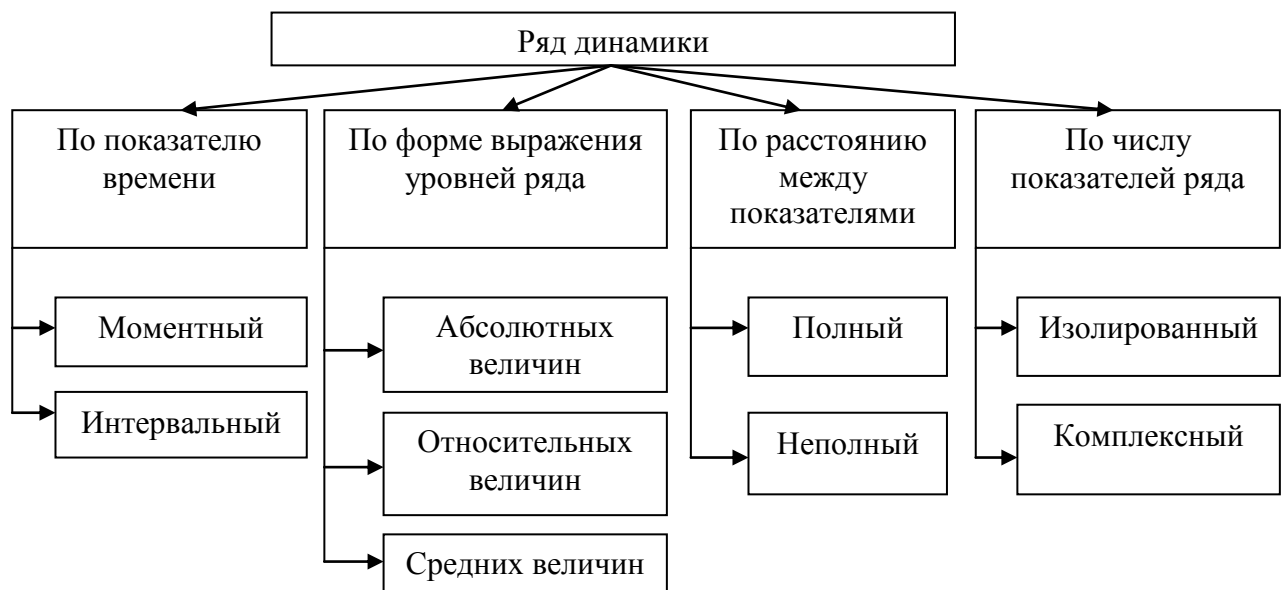 Ряд динамики
По показателю
времени
По форме выражения
уровней ряда
По расстоянию
между
показателями
По числу
показателей ряда
Моментный
Интервальный
Абсолютных
величин
Относительных
величин
Средних величин
Полный
Неполный
Изолированный
Комплексный